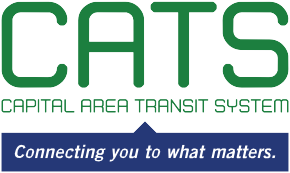 CATS
CAPITAL AREA TRANSIT SYSTEM
Connecting you to what matters.